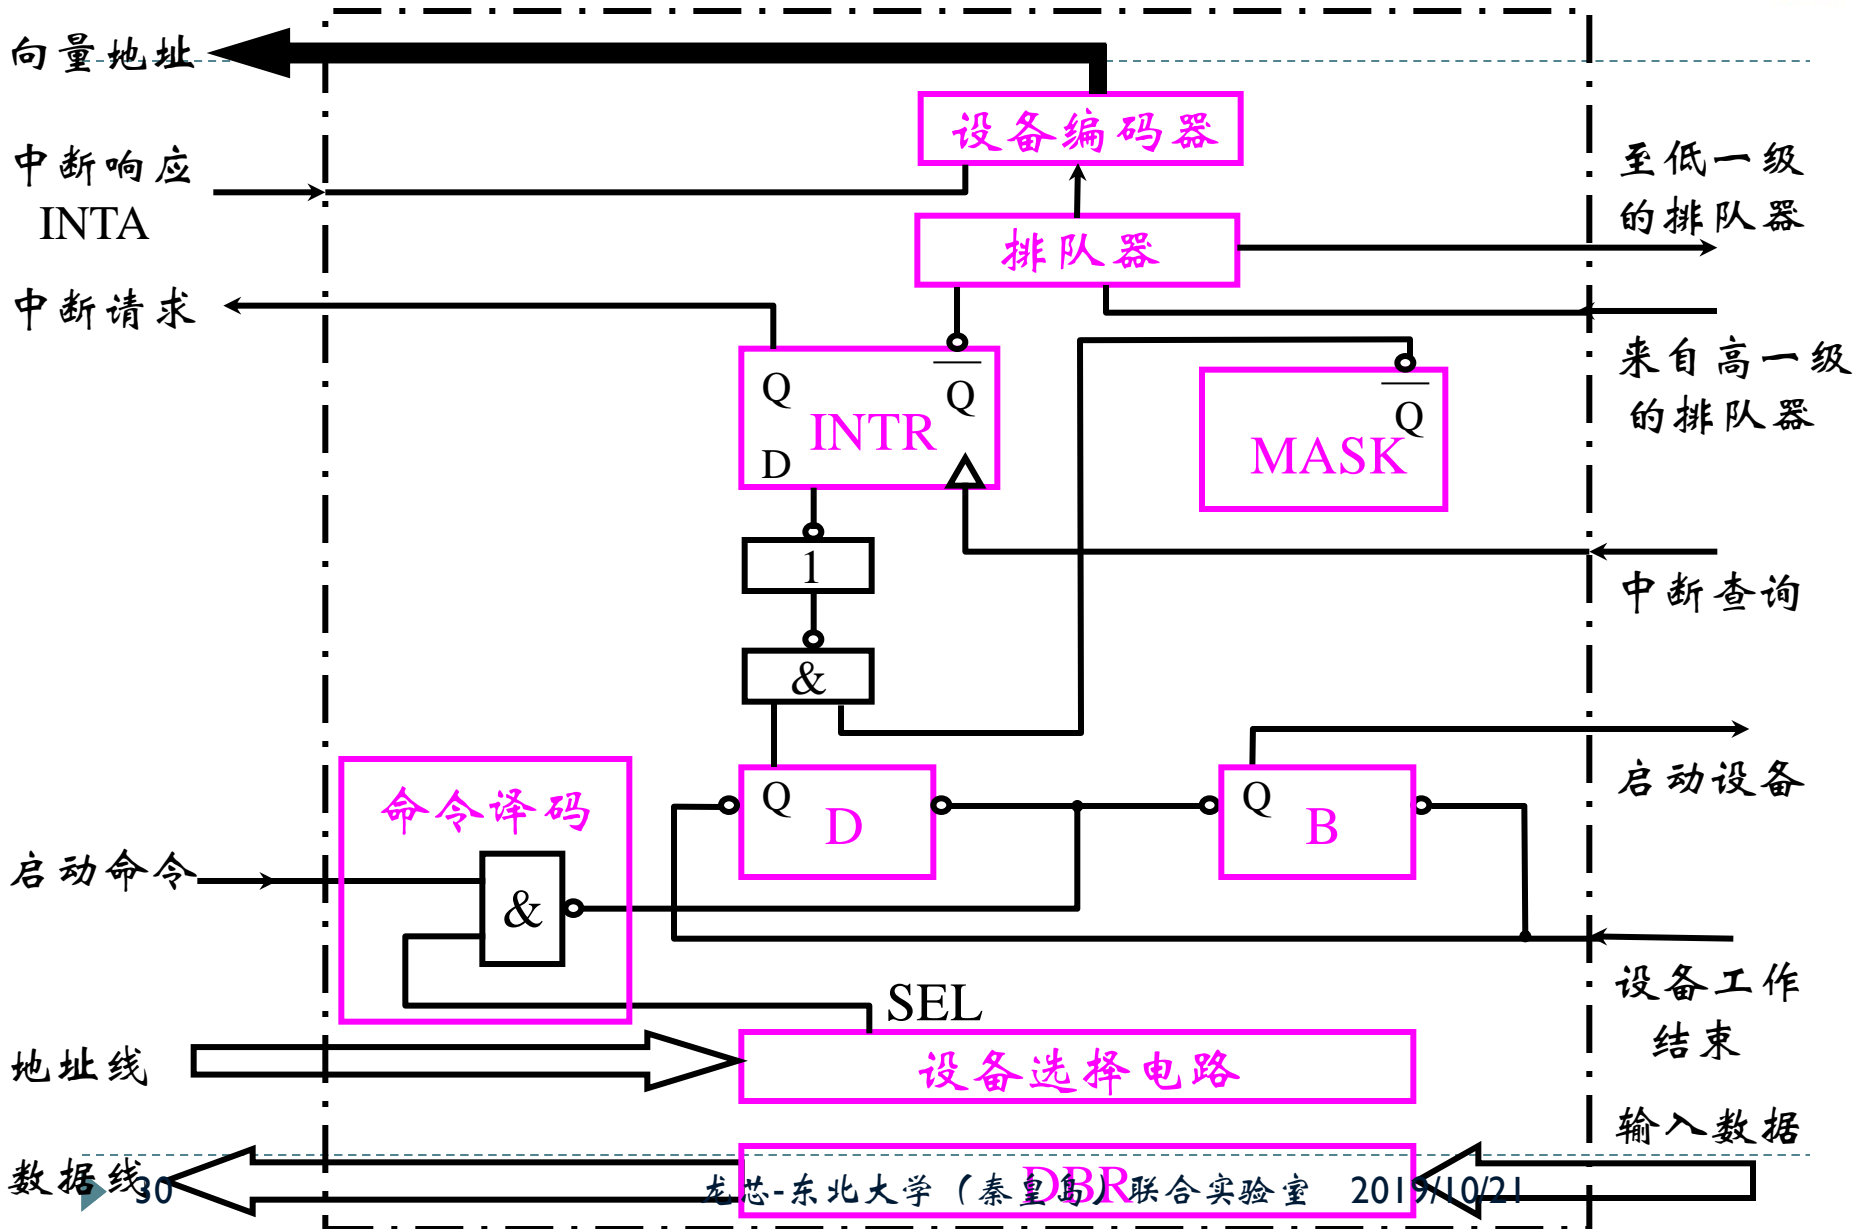 向量地址
设备编码器
中断响应
INTA
至低一级
的排队器
排队器
中断请求
来自高一级
的排队器
Q
Q
INTR
D
Q
MASK
1
中断查询
&
启动设备
命令译码
Q
D
Q
B
启动命令
&
设备工作
结束
SEL
地址线
设备选择电路
输入数据
数据线
DBR
30
龙芯-东北大学（秦皇岛）联合实验室
2019/10/21